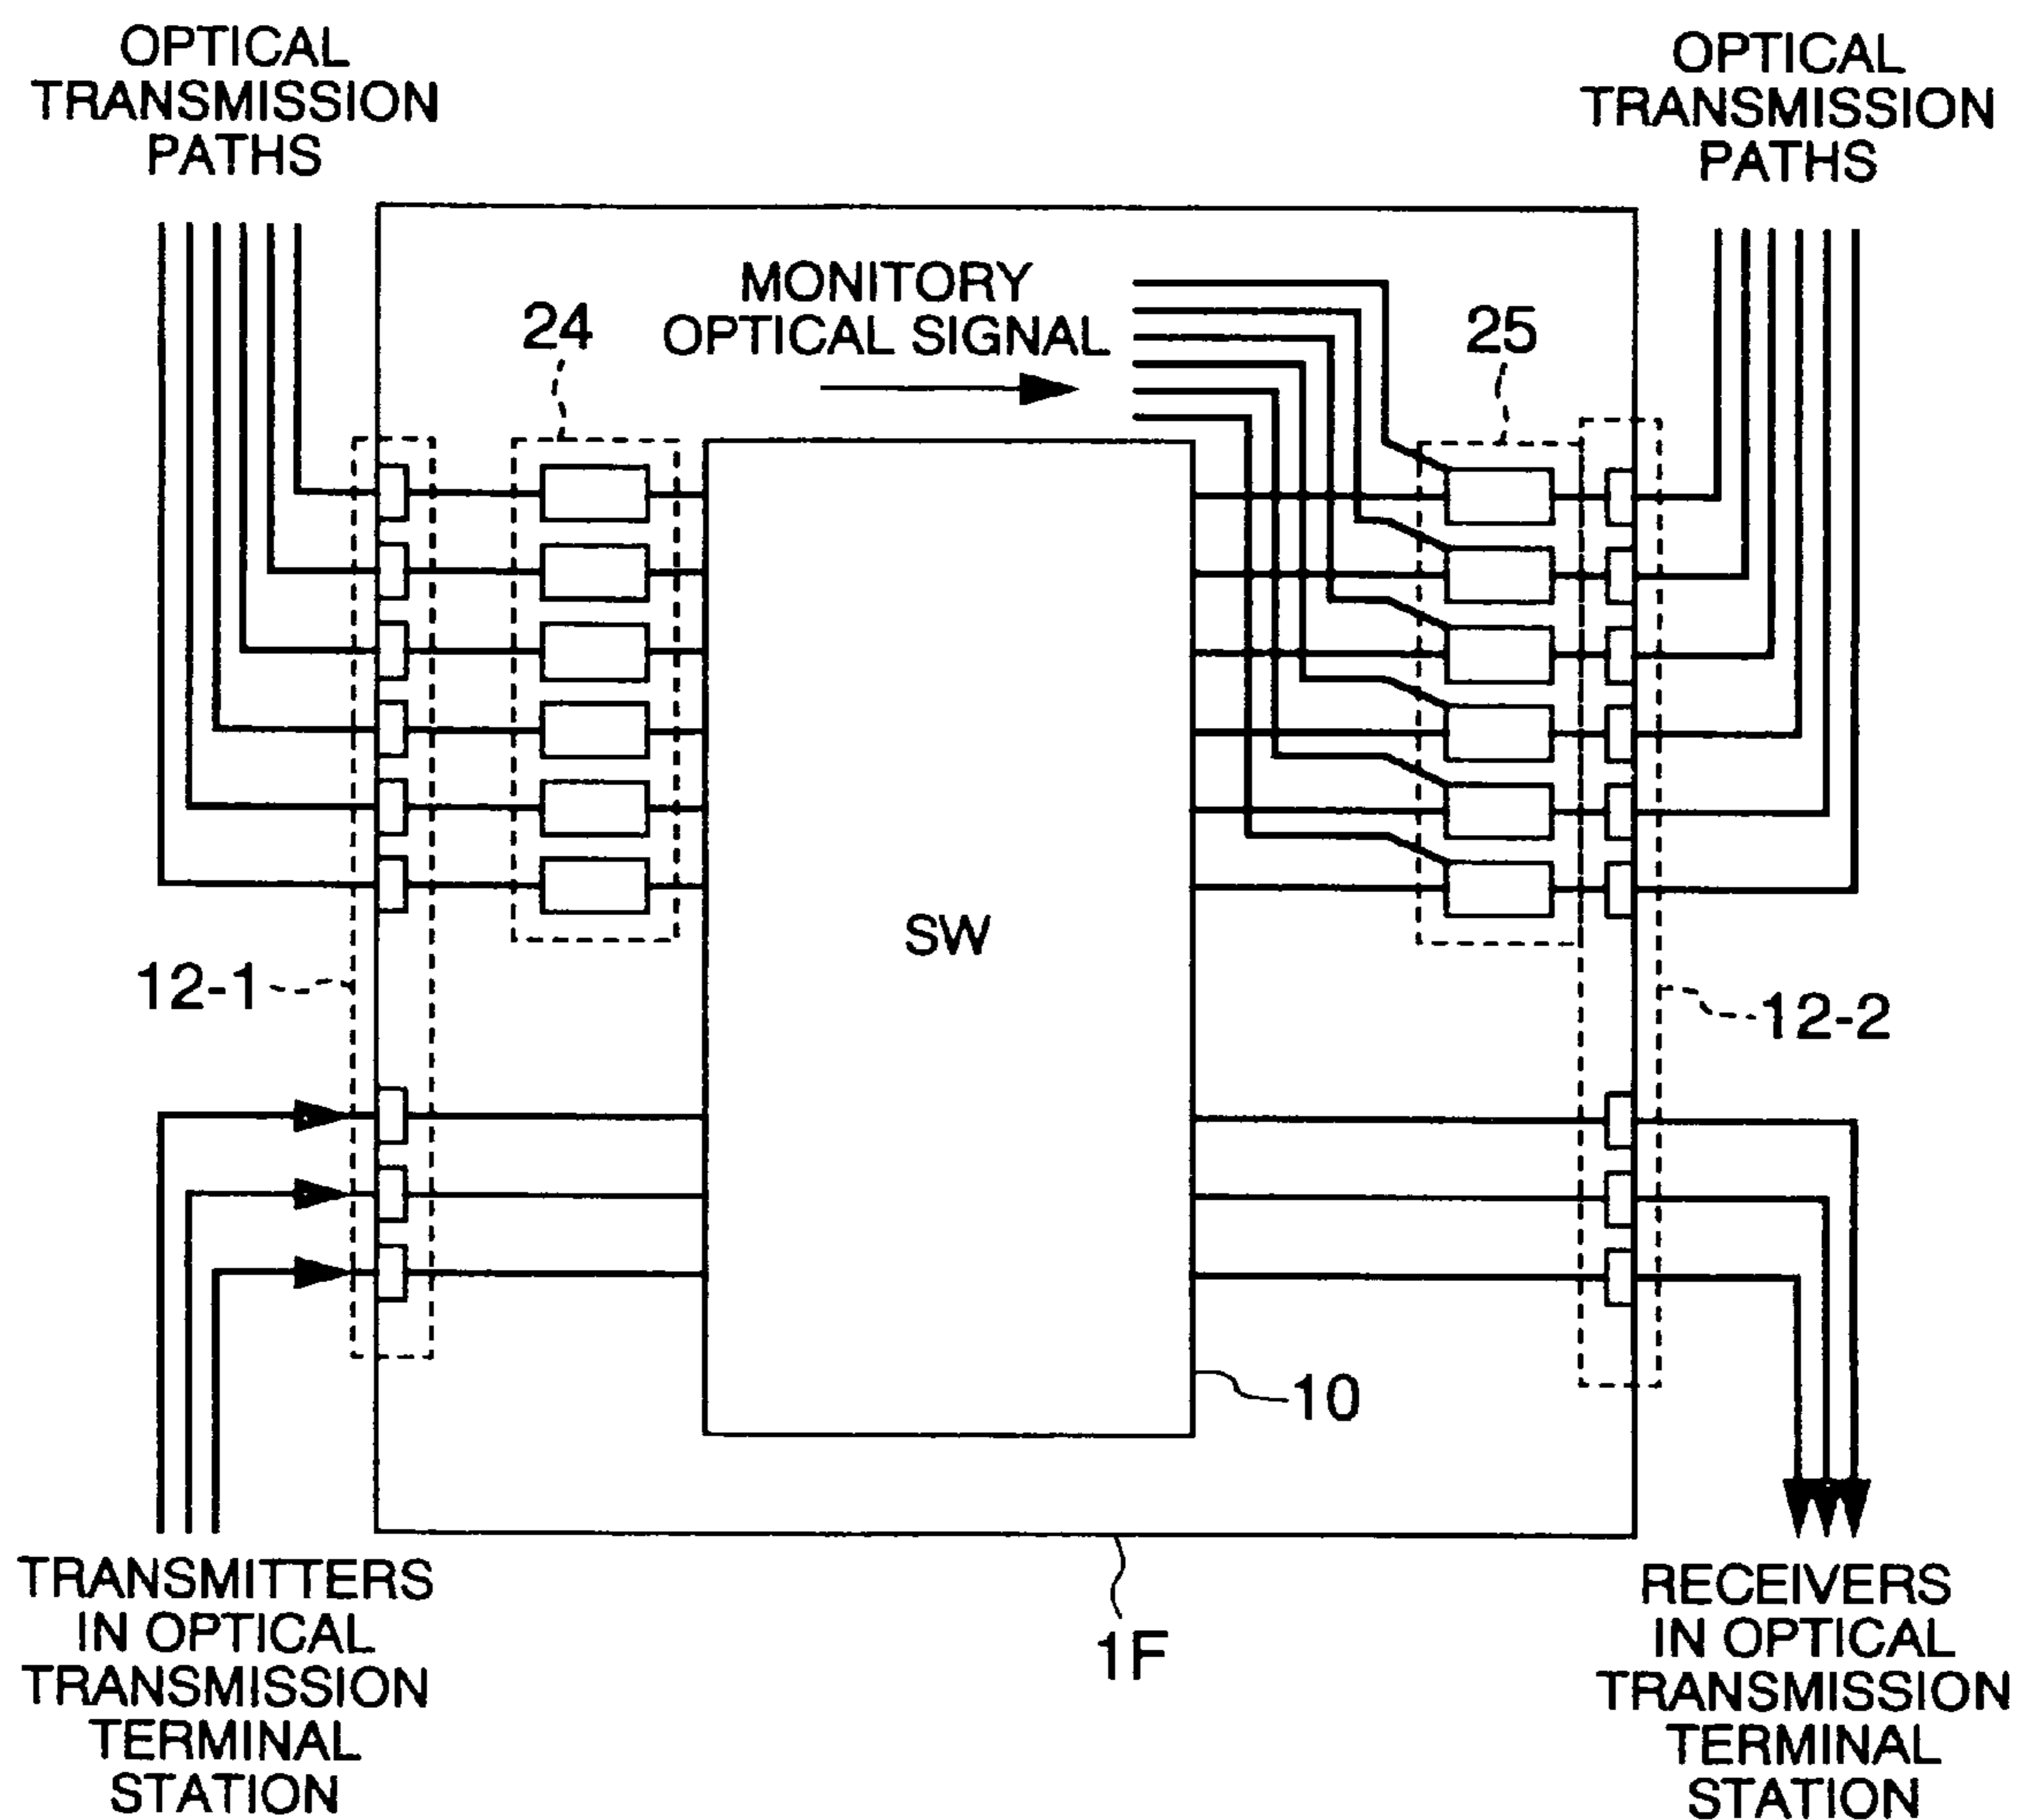 OPTICAL
TRANSMISSION
PATHS
OPTICAL
TRANSMISSION
PATHS
MONITORY
OPTICAL SIGNAL
24
25
SW
12-1
12-2
10
1F
TRANSMITTERS
IN OPTICAL
TRANSMISSION
TERMINAL
STATION
RECEIVERS
IN OPTICAL
TRANSMISSION
TERMINAL
STATION